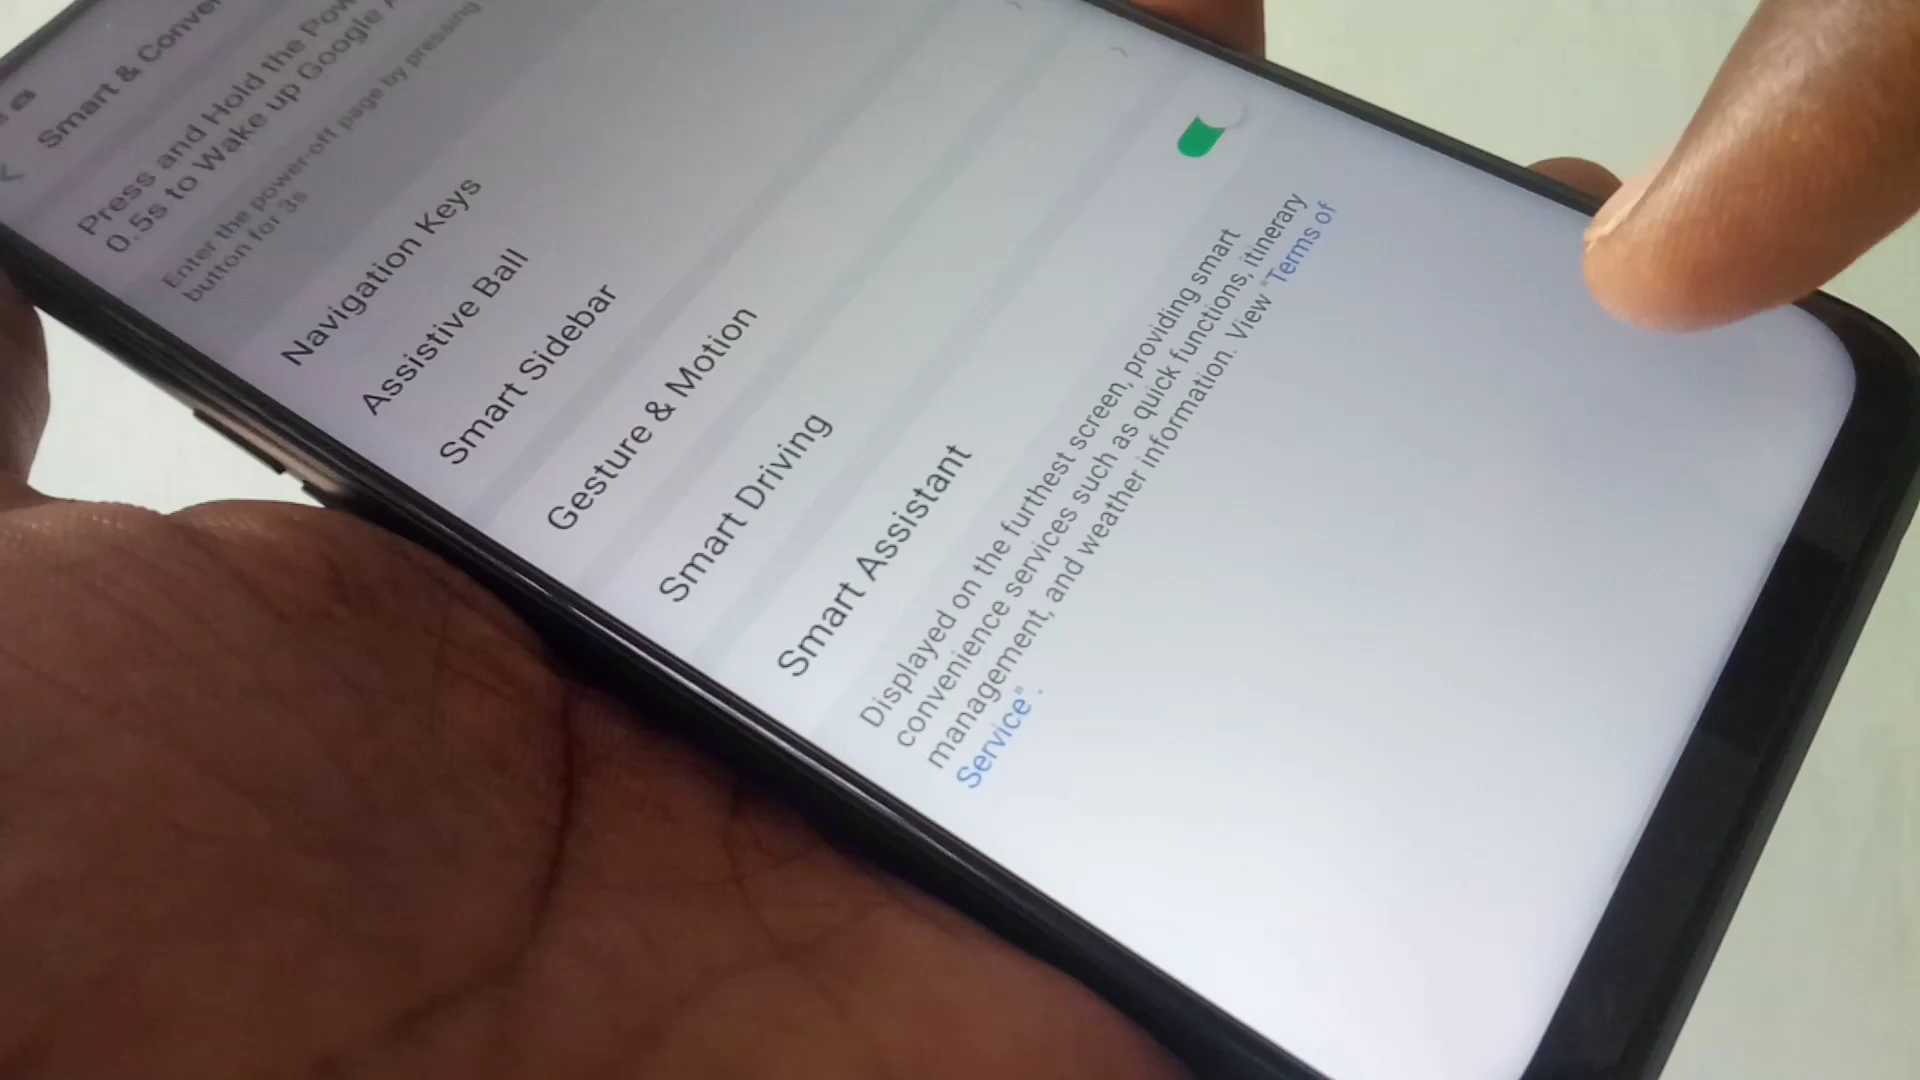 Smart &
Press and Hold the
0.5s to Wake up Google
Enter the power-off page by pressing
button for 3s
Navigation Keys
Assistive Ball
Smart Sidebar
Gesture & Motion
Smart Driving
Smart Assistant
Displayed on the furthest screen, providing smart
convenience services such as quick functions, itinerary
management, and weather information. View "Terms of
Service".